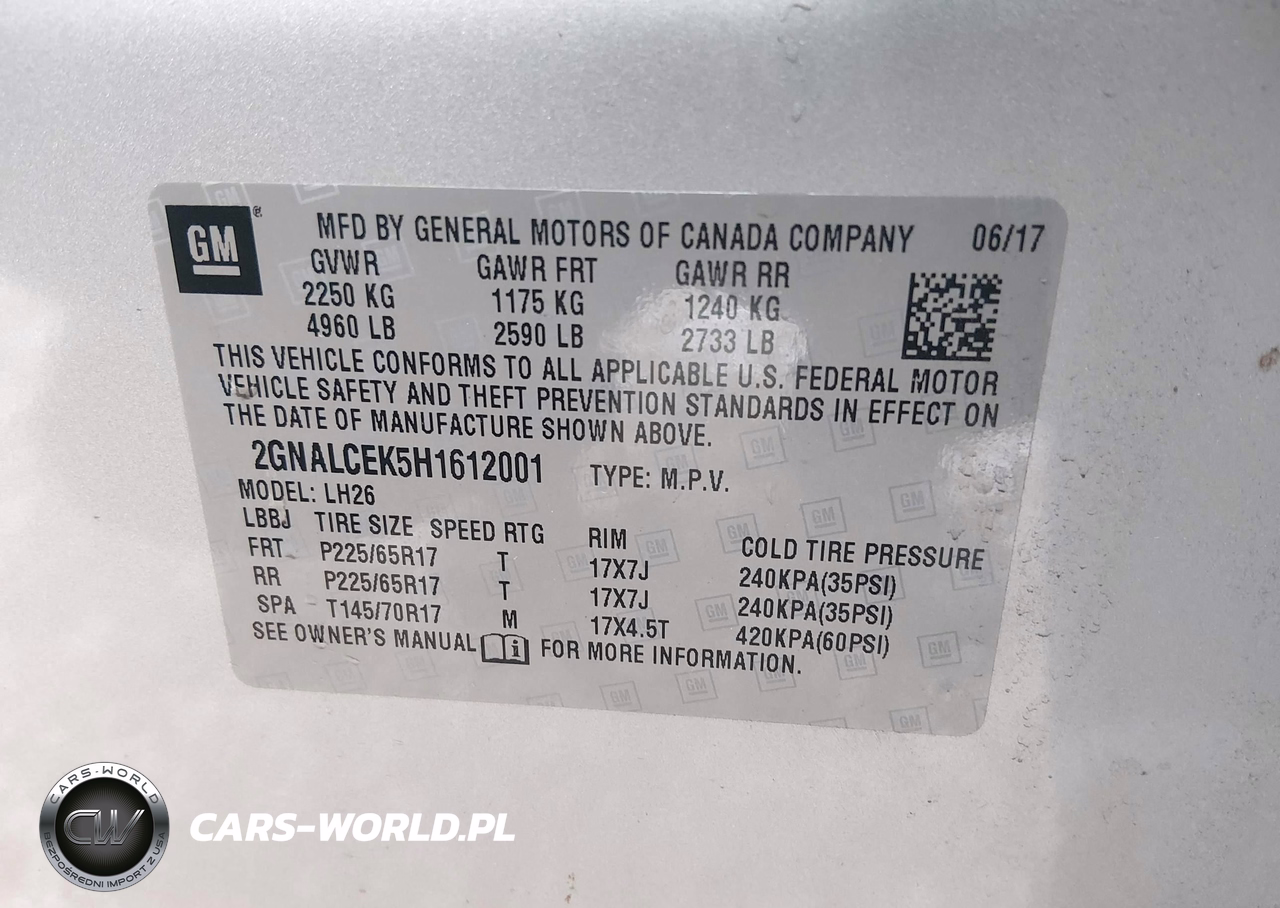 GM ® MFD BY GENERAL MOTORS OF CANADA COMPANY 06/17
GVWR GAWR FRT GAWR RR
2250 KG 1175 KG 1240 KG
4960 LB 2590 LB 2733 LB
THIS VEHICLE CONFORMS TO ALL APPLICABLE U.S. FEDERAL MOTOR
VEHICLE SAFETY AND THEFT PREVENTION STANDARDS IN EFFECT ON
THE DATE OF MANUFACTURE SHOWN ABOVE.
2GNALCEK5H1612001 TYPE: M.P.V.
MODEL: LH26
LBBJ TIRE SIZE SPEED RTG RIM COLD TIRE PRESSURE
FRT P225/65R17 T 17X7J 240KPA(35PSI)
RR P225/65R17 T 17X7J 240KPA(35PSI)
SPA T145/70R17 M 17X4.5T 420KPA(60PSI)
SEE OWNER'S MANUAL i FOR MORE INFORMATION.
CARS-WORLD
CW
BEZPOŚREDNI IMPORT Z USA
CARS-WORLD.PL